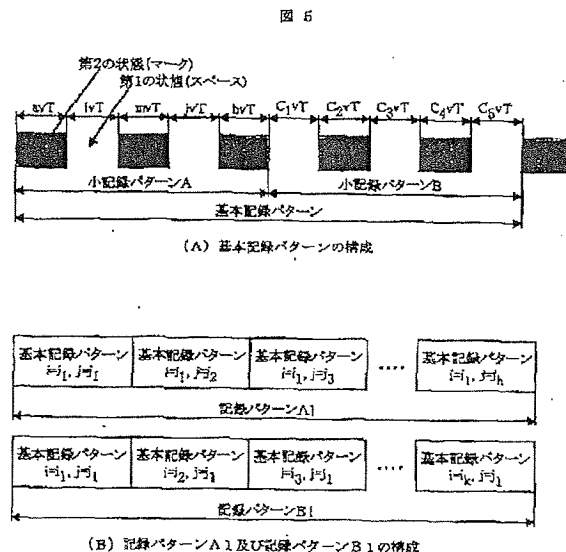 図 5
第2の状態(マーク)
第1の状態(スペース)
avT ivT mvT jvT bvT C₁vT C₂vT C₃vT C₄vT C₅vT
小記録パターンA 小記録パターンB
基本記録パターン
(A) 基本記録パターンの構成
基本記録パターン 基本記録パターン 基本記録パターン ‥‥ 基本記録パターン
i=i₁, j=j₁ i=i₁, j=j₂ i=i₁, j=j₃ i=i₁, j=jₕ
記録パターンA1
基本記録パターン 基本記録パターン 基本記録パターン ‥‥ 基本記録パターン
i=i₁, j=j₁ i=i₂, j=j₁ i=i₃, j=j₁ i=iₖ, j=j₁
記録パターンB1
(B) 記録パターンA1及び記録パターンB1の構成